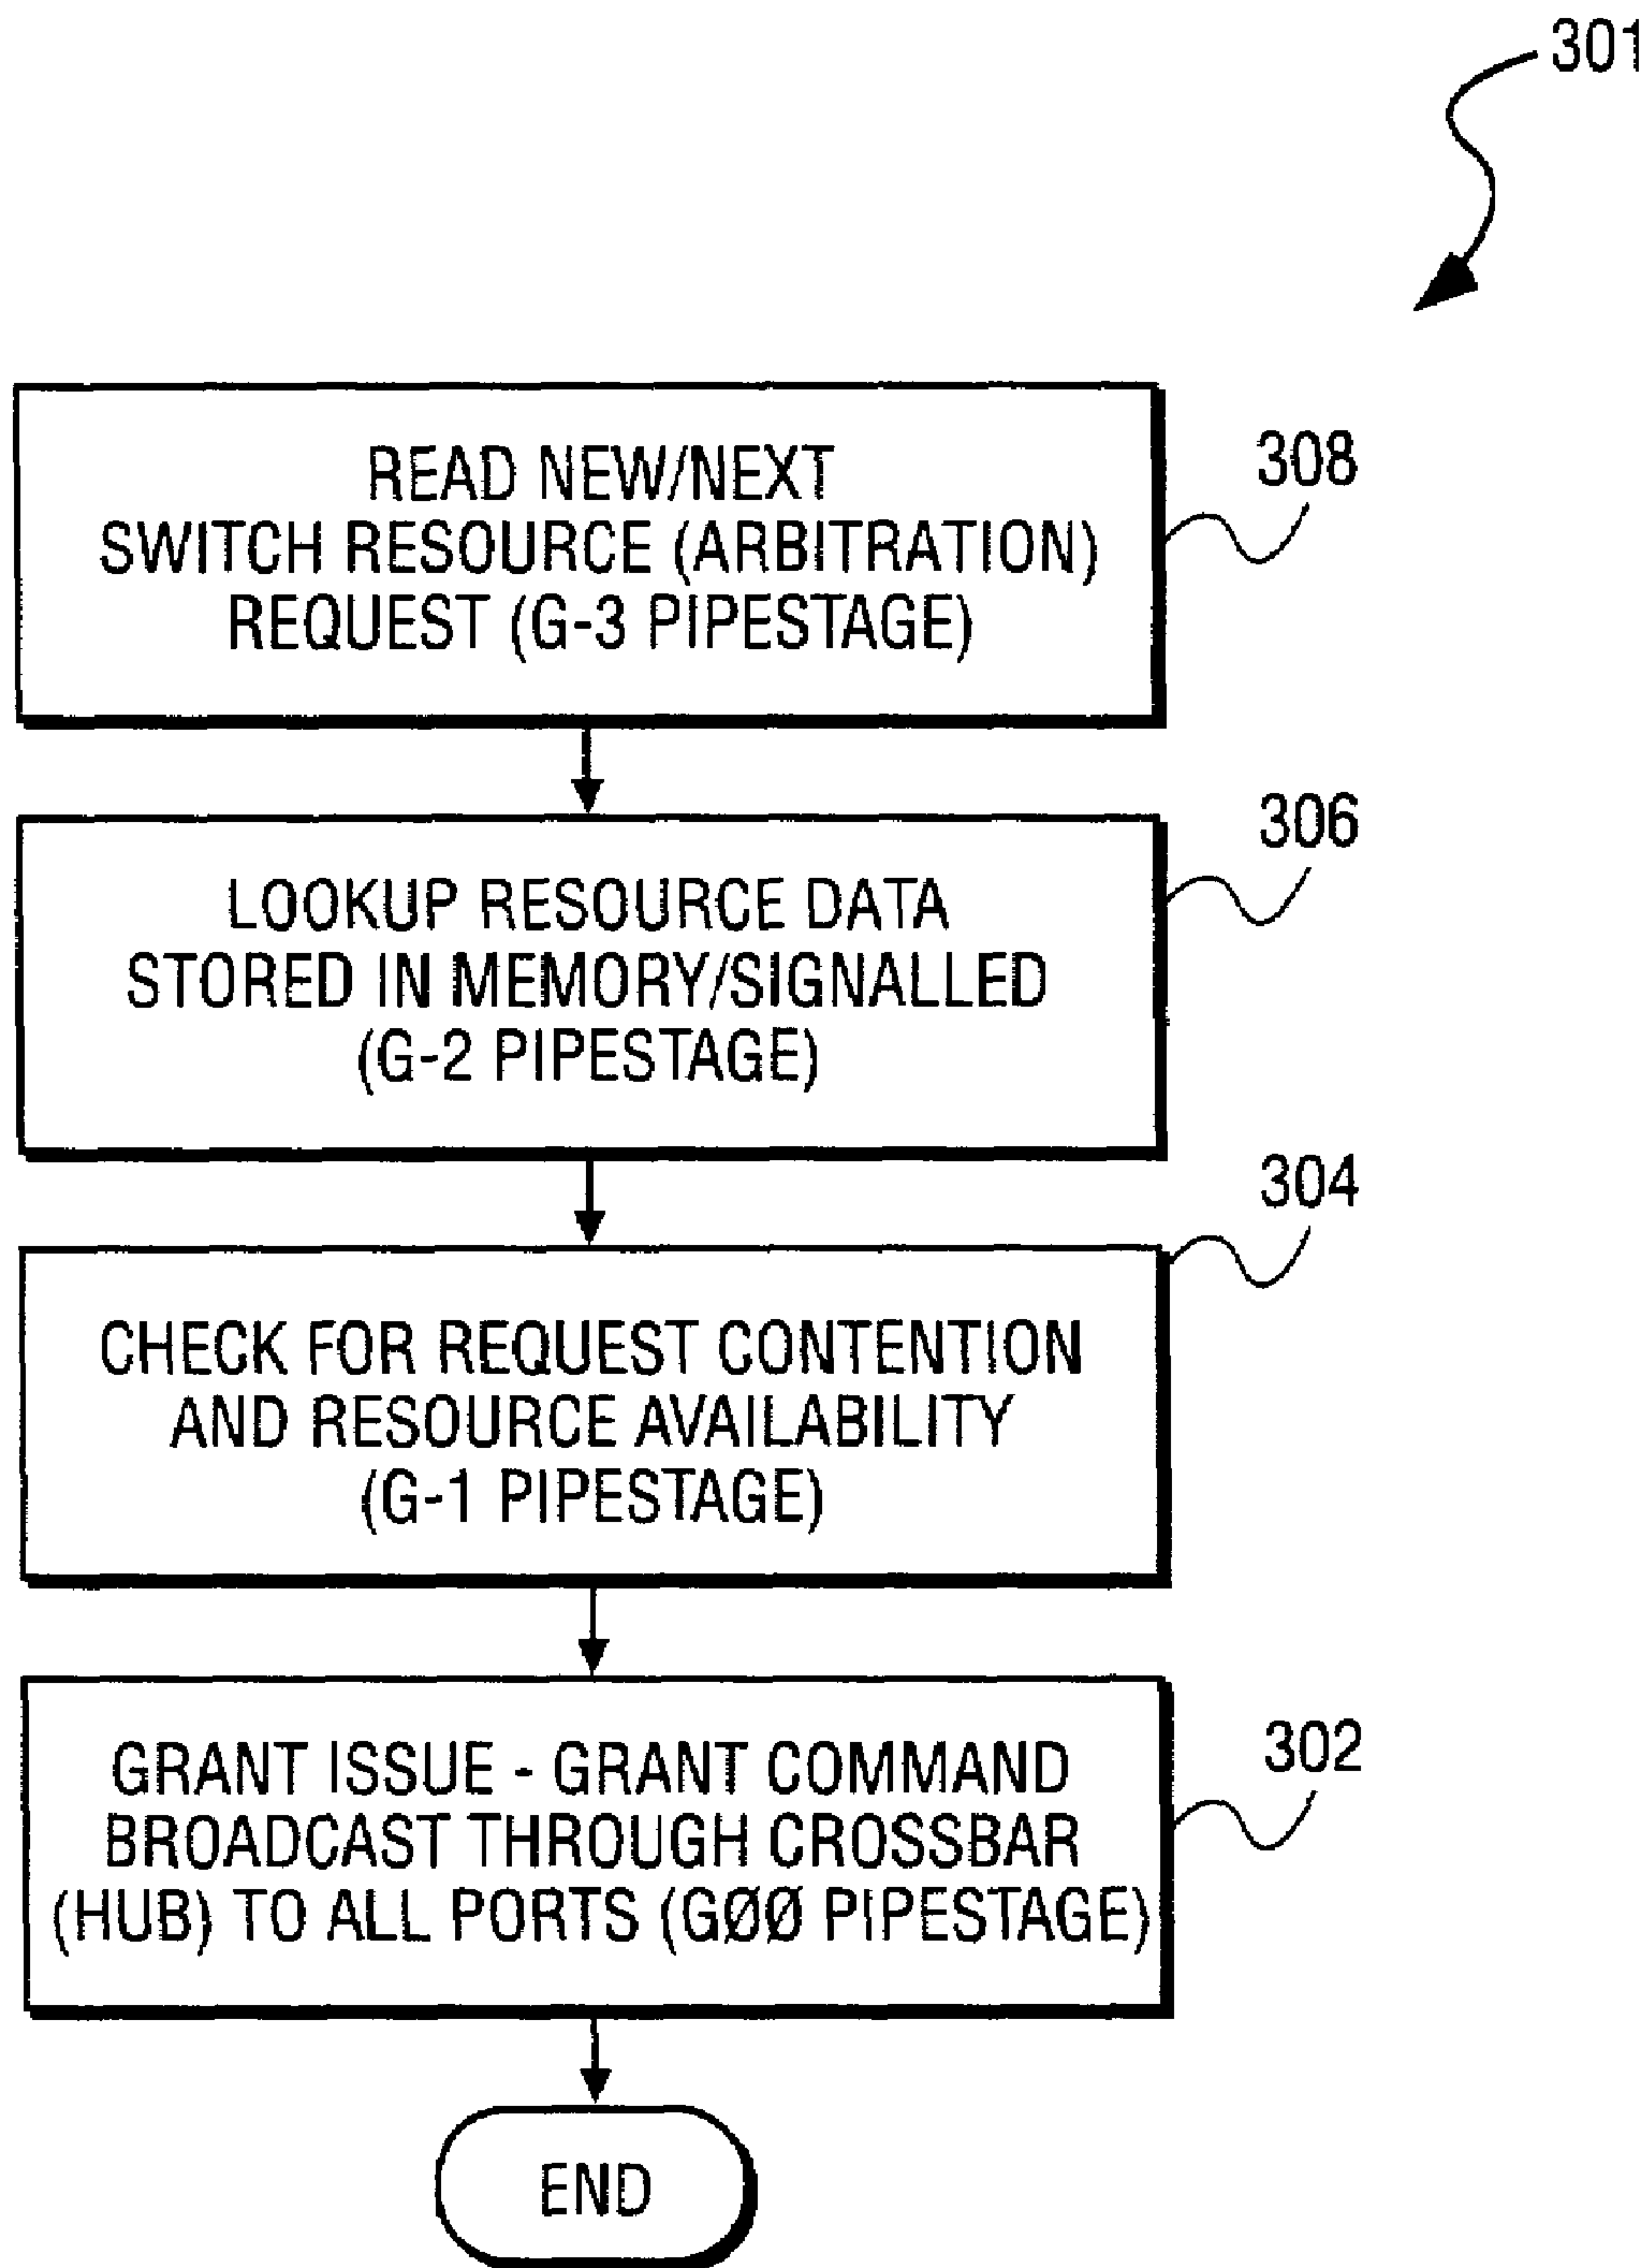 301
READ NEW/NEXT
SWITCH RESOURCE (ARBITRATION)
REQUEST (G-3 PIPESTAGE)
308
LOOKUP RESOURCE DATA
STORED IN MEMORY/SIGNALLED
(G-2 PIPESTAGE)
306
CHECK FOR REQUEST CONTENTION
AND RESOURCE AVAILABILITY
(G-1 PIPESTAGE)
304
GRANT ISSUE - GRANT COMMAND
BROADCAST THROUGH CROSSBAR
(HUB) TO ALL PORTS (GØØ PIPESTAGE)
302
END